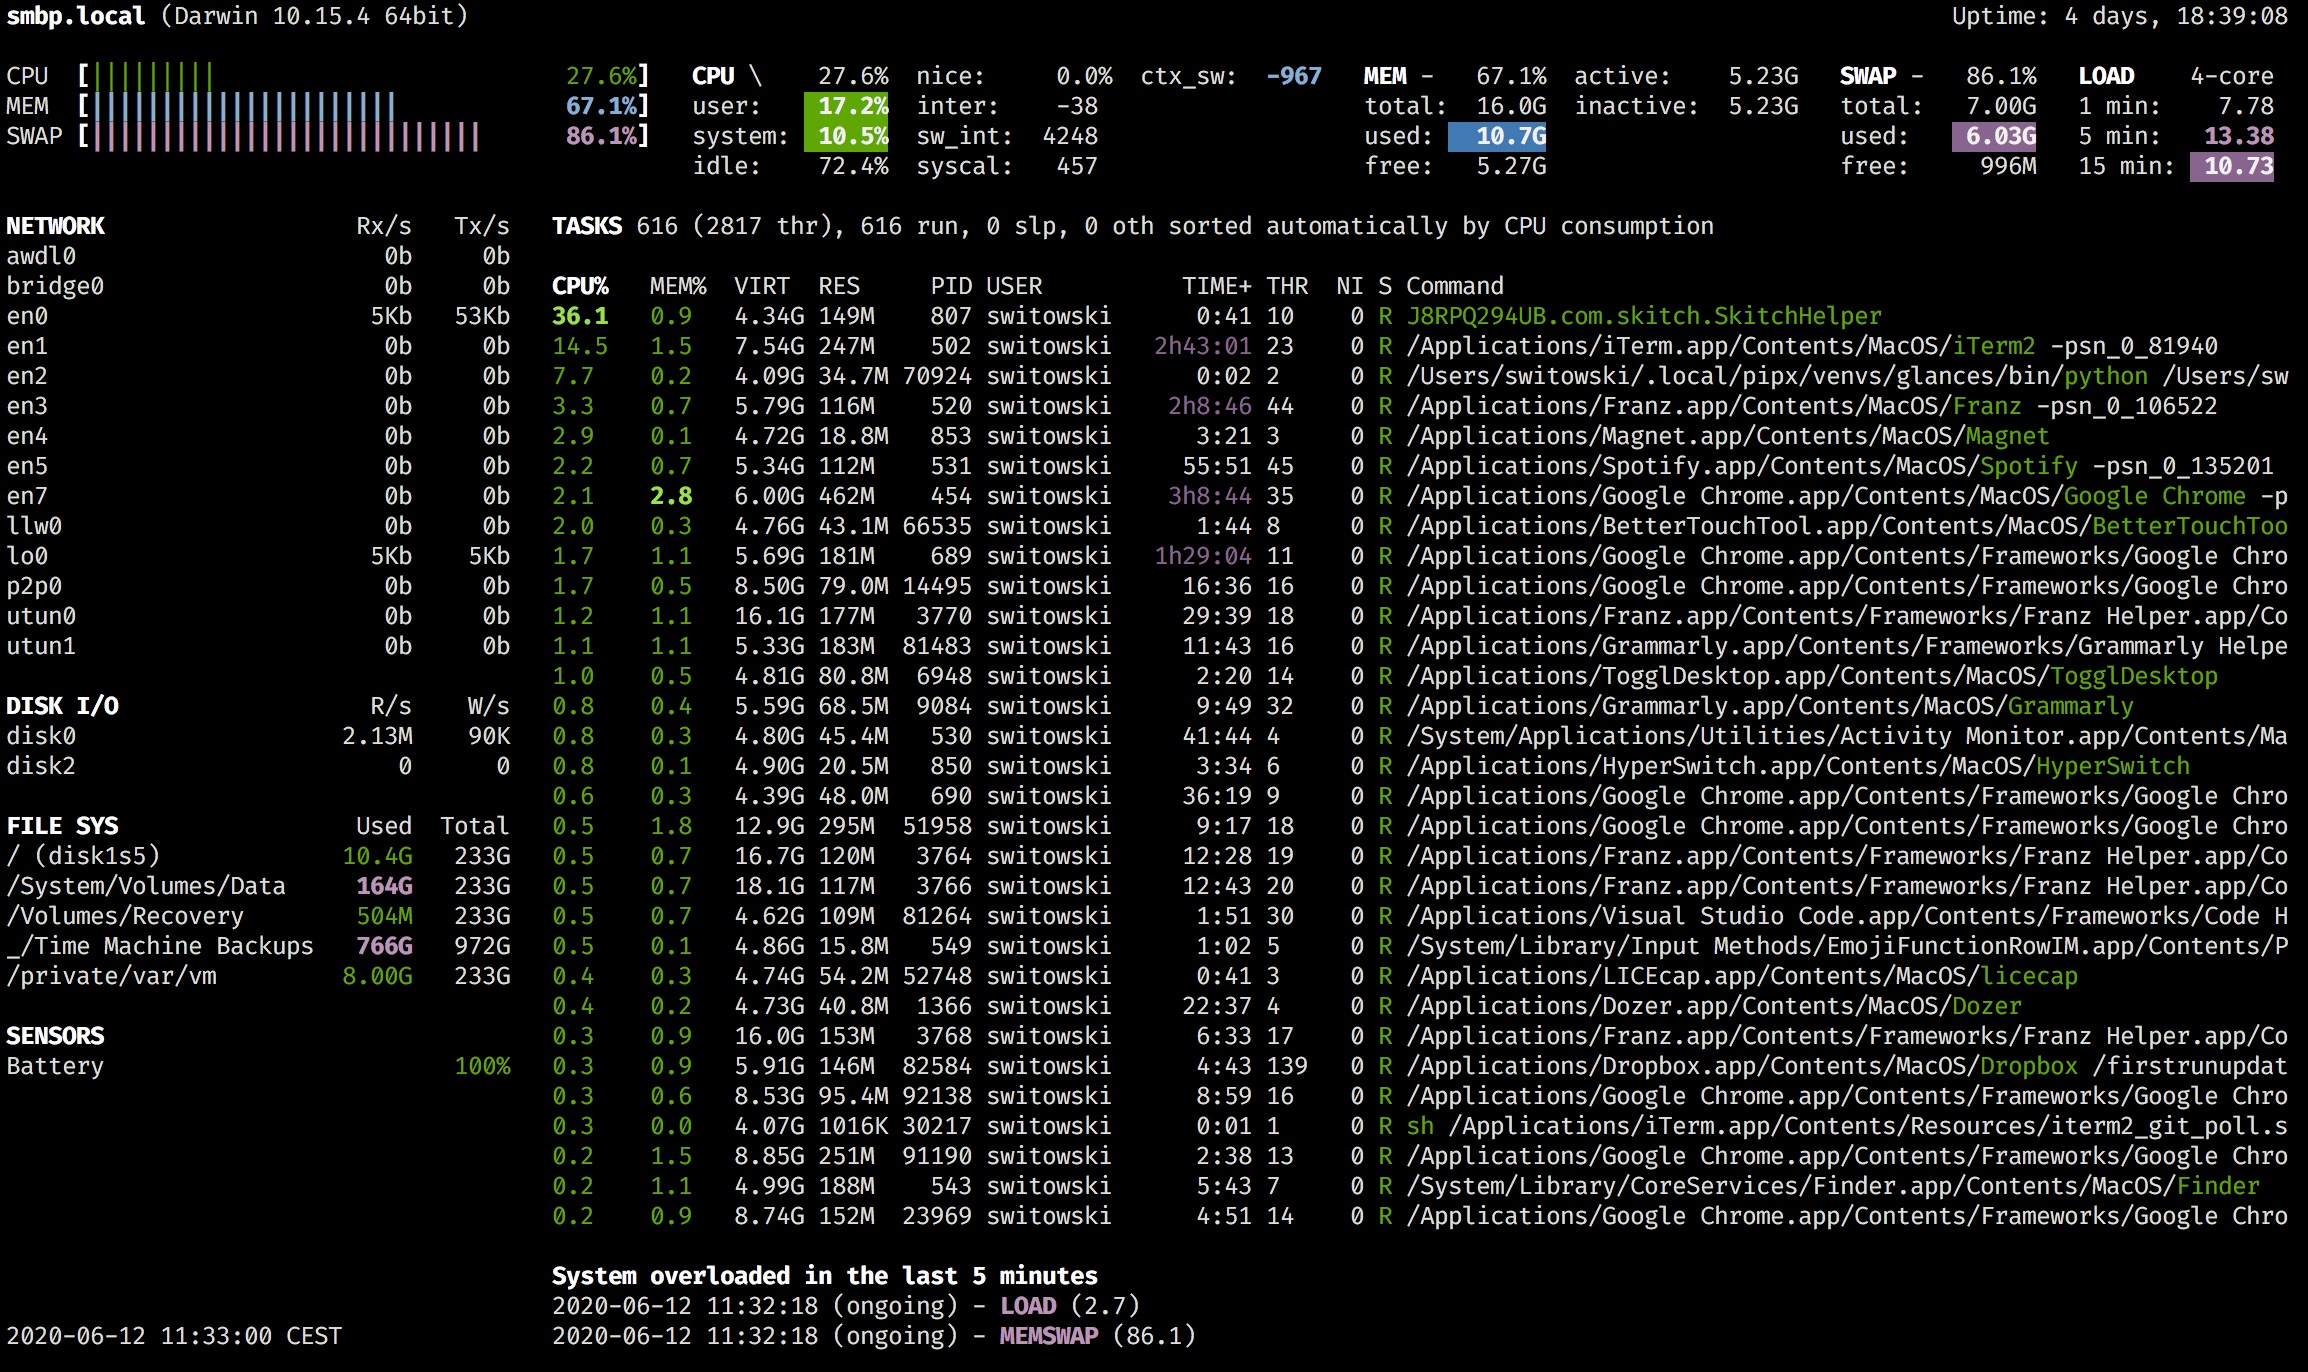 smbp.local (Darwin 10.15.4 64bit) Uptime: 4 days, 18:39:08
CPU [||||||||| 27.6%] CPU \ 27.6% nice: 0.0% ctx_sw: -967 MEM - 67.1% active: 5.23G SWAP - 86.1% LOAD 4-core
MEM [|||||||||||||||||||||| 67.1%] user: 17.2% inter: -38 total: 16.0G inactive: 5.23G total: 7.00G 1 min: 7.78
SWAP [|||||||||||||||||||||||||||| 86.1%] system: 10.5% sw_int: 4248 used: 10.7G used: 6.03G 5 min: 13.38
idle: 72.4% syscal: 457 free: 5.27G free: 996M 15 min: 10.73
NETWORK Rx/s Tx/s
awdl0 0b 0b
bridge0 0b 0b
en0 5Kb 53Kb
en1 0b 0b
en2 0b 0b
en3 0b 0b
en4 0b 0b
en5 0b 0b
en7 0b 0b
llw0 0b 0b
lo0 5Kb 5Kb
p2p0 0b 0b
utun0 0b 0b
utun1 0b 0b
DISK I/O R/s W/s
disk0 2.13M 90K
disk2 0 0
FILE SYS Used Total
/ (disk1s5) 10.4G 233G
/System/Volumes/Data 164G 233G
/Volumes/Recovery 504M 233G
_/Time Machine Backups 766G 972G
/private/var/vm 8.00G 233G
SENSORS
Battery 100%
TASKS 616 (2817 thr), 616 run, 0 slp, 0 oth sorted automatically by CPU consumption
CPU% MEM% VIRT RES PID USER TIME+ THR NI S Command
36.1 0.9 4.34G 149M 807 switowski 0:41 10 0 R J8RPQ294UB.com.skitch.SkitchHelper
14.5 1.5 7.54G 247M 502 switowski 2h43:01 23 0 R /Applications/iTerm.app/Contents/MacOS/iTerm2 -psn_0_81940
7.7 0.2 4.09G 34.7M 70924 switowski 0:02 2 0 R /Users/switowski/.local/pipx/venvs/glances/bin/python /Users/sw
3.3 0.7 5.79G 116M 520 switowski 2h8:46 44 0 R /Applications/Franz.app/Contents/MacOS/Franz -psn_0_106522
2.9 0.1 4.72G 18.8M 853 switowski 3:21 3 0 R /Applications/Magnet.app/Contents/MacOS/Magnet
2.2 0.7 5.34G 112M 531 switowski 55:51 45 0 R /Applications/Spotify.app/Contents/MacOS/Spotify -psn_0_135201
2.1 2.8 6.00G 462M 454 switowski 3h8:44 35 0 R /Applications/Google Chrome.app/Contents/MacOS/Google Chrome -p
2.0 0.3 4.76G 43.1M 66535 switowski 1:44 8 0 R /Applications/BetterTouchTool.app/Contents/MacOS/BetterTouchToo
1.7 1.1 5.69G 181M 689 switowski 1h29:04 11 0 R /Applications/Google Chrome.app/Contents/Frameworks/Google Chro
1.7 0.5 8.50G 79.0M 14495 switowski 16:36 16 0 R /Applications/Google Chrome.app/Contents/Frameworks/Google Chro
1.2 1.1 16.1G 177M 3770 switowski 29:39 18 0 R /Applications/Franz.app/Contents/Frameworks/Franz Helper.app/Co
1.1 1.1 5.33G 183M 81483 switowski 11:43 16 0 R /Applications/Grammarly.app/Contents/Frameworks/Grammarly Helpe
1.0 0.5 4.81G 80.8M 6948 switowski 2:20 14 0 R /Applications/TogglDesktop.app/Contents/MacOS/TogglDesktop
0.8 0.4 5.59G 68.5M 9084 switowski 9:49 32 0 R /Applications/Grammarly.app/Contents/MacOS/Grammarly
0.8 0.3 4.80G 45.4M 530 switowski 41:44 4 0 R /System/Applications/Utilities/Activity Monitor.app/Contents/Ma
0.8 0.1 4.90G 20.5M 850 switowski 3:34 6 0 R /Applications/HyperSwitch.app/Contents/MacOS/HyperSwitch
0.6 0.3 4.39G 48.0M 690 switowski 36:19 9 0 R /Applications/Google Chrome.app/Contents/Frameworks/Google Chro
0.5 1.8 12.9G 295M 51958 switowski 9:17 18 0 R /Applications/Google Chrome.app/Contents/Frameworks/Google Chro
0.5 0.7 16.7G 120M 3764 switowski 12:28 19 0 R /Applications/Franz.app/Contents/Frameworks/Franz Helper.app/Co
0.5 0.7 18.1G 117M 3766 switowski 12:43 20 0 R /Applications/Franz.app/Contents/Frameworks/Franz Helper.app/Co
0.5 0.7 4.62G 109M 81264 switowski 1:51 30 0 R /Applications/Visual Studio Code.app/Contents/Frameworks/Code H
0.5 0.1 4.86G 15.8M 549 switowski 1:02 5 0 R /System/Library/Input Methods/EmojiFunctionRowIM.app/Contents/P
0.4 0.3 4.74G 54.2M 52748 switowski 0:41 3 0 R /Applications/LICEcap.app/Contents/MacOS/licecap
0.4 0.2 4.73G 40.8M 1366 switowski 22:37 4 0 R /Applications/Dozer.app/Contents/MacOS/Dozer
0.3 0.9 16.0G 153M 3768 switowski 6:33 17 0 R /Applications/Franz.app/Contents/Frameworks/Franz Helper.app/Co
0.3 0.9 5.91G 146M 82584 switowski 4:43 139 0 R /Applications/Dropbox.app/Contents/MacOS/Dropbox /firstrunupdat
0.3 0.6 8.53G 95.4M 92138 switowski 8:59 16 0 R /Applications/Google Chrome.app/Contents/Frameworks/Google Chro
0.3 0.0 4.07G 1016K 30217 switowski 0:01 1 0 R sh /Applications/iTerm.app/Contents/Resources/iterm2_git_poll.s
0.2 1.5 8.85G 251M 91190 switowski 2:38 13 0 R /Applications/Google Chrome.app/Contents/Frameworks/Google Chro
0.2 1.1 4.99G 188M 543 switowski 5:43 7 0 R /System/Library/CoreServices/Finder.app/Contents/MacOS/Finder
0.2 0.9 8.74G 152M 23969 switowski 4:51 14 0 R /Applications/Google Chrome.app/Contents/Frameworks/Google Chro
System overloaded in the last 5 minutes
2020-06-12 11:32:18 (ongoing) - LOAD (2.7)
2020-06-12 11:33:00 CEST 2020-06-12 11:32:18 (ongoing) - MEMSWAP (86.1)